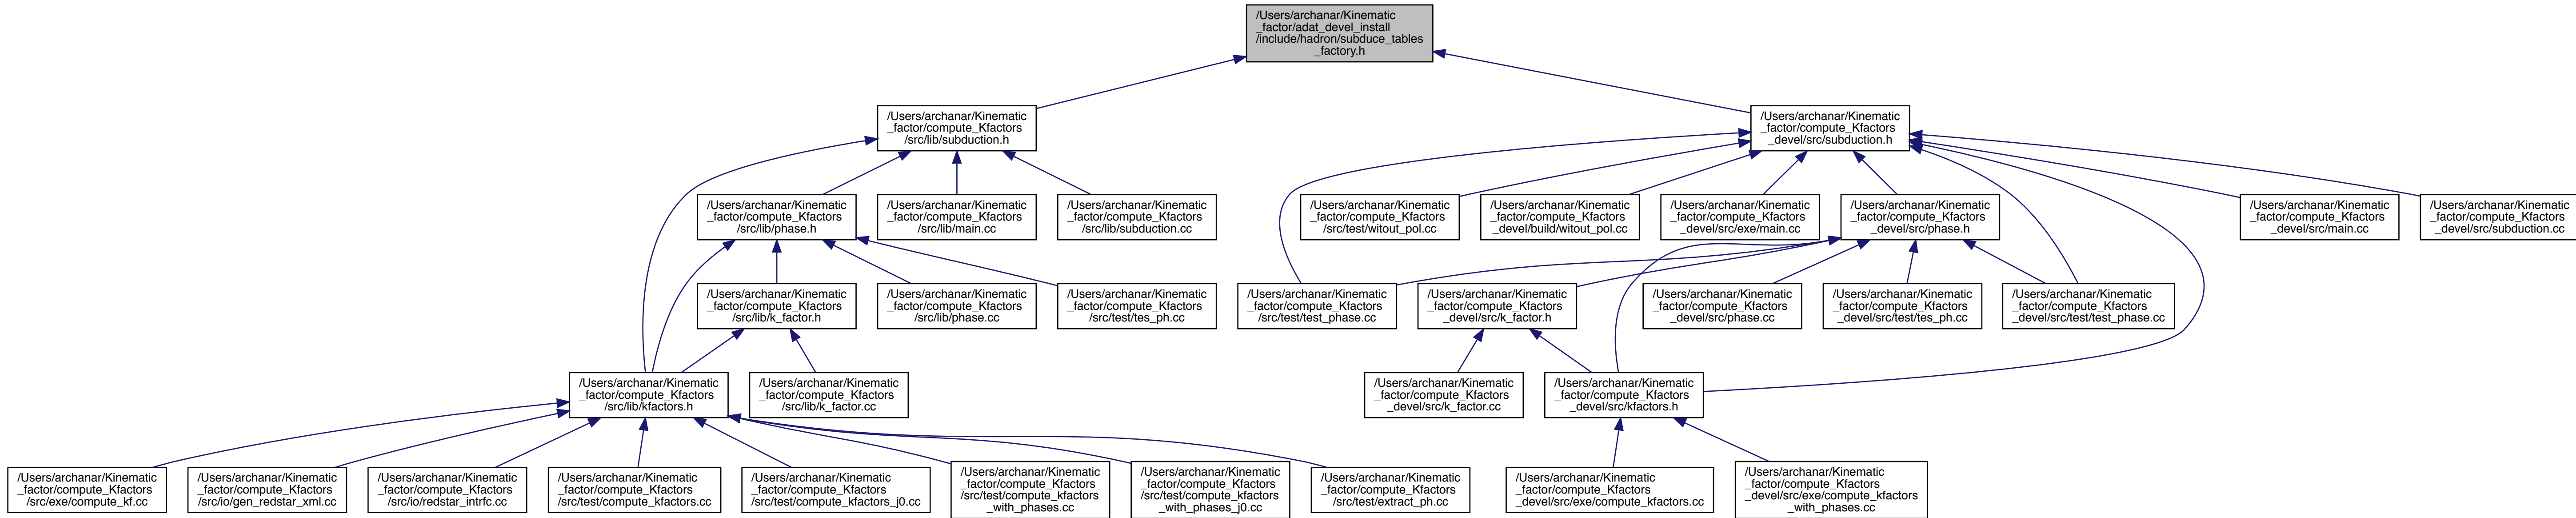 /Users/archanar/Kinematic
_factor/adat_devel_install
/include/hadron/subduce_tables
_factory.h
/Users/archanar/Kinematic
_factor/compute_Kfactors
/src/lib/subduction.h
/Users/archanar/Kinematic
_factor/compute_Kfactors
_devel/src/subduction.h
/Users/archanar/Kinematic
_factor/compute_Kfactors
/src/lib/phase.h
/Users/archanar/Kinematic
_factor/compute_Kfactors
/src/lib/main.cc
/Users/archanar/Kinematic
_factor/compute_Kfactors
/src/lib/subduction.cc
/Users/archanar/Kinematic
_factor/compute_Kfactors
/src/test/witout_pol.cc
/Users/archanar/Kinematic
_factor/compute_Kfactors
_devel/build/witout_pol.cc
/Users/archanar/Kinematic
_factor/compute_Kfactors
_devel/src/exe/main.cc
/Users/archanar/Kinematic
_factor/compute_Kfactors
_devel/src/phase.h
/Users/archanar/Kinematic
_factor/compute_Kfactors
_devel/src/main.cc
/Users/archanar/Kinematic
_factor/compute_Kfactors
_devel/src/subduction.cc
/Users/archanar/Kinematic
_factor/compute_Kfactors
/src/lib/k_factor.h
/Users/archanar/Kinematic
_factor/compute_Kfactors
/src/lib/phase.cc
/Users/archanar/Kinematic
_factor/compute_Kfactors
/src/test/tes_ph.cc
/Users/archanar/Kinematic
_factor/compute_Kfactors
/src/test/test_phase.cc
/Users/archanar/Kinematic
_factor/compute_Kfactors
_devel/src/k_factor.h
/Users/archanar/Kinematic
_factor/compute_Kfactors
_devel/src/phase.cc
/Users/archanar/Kinematic
_factor/compute_Kfactors
_devel/src/test/tes_ph.cc
/Users/archanar/Kinematic
_factor/compute_Kfactors
_devel/src/test/test_phase.cc
/Users/archanar/Kinematic
_factor/compute_Kfactors
/src/lib/kfactors.h
/Users/archanar/Kinematic
_factor/compute_Kfactors
/src/lib/k_factor.cc
/Users/archanar/Kinematic
_factor/compute_Kfactors
_devel/src/k_factor.cc
/Users/archanar/Kinematic
_factor/compute_Kfactors
_devel/src/kfactors.h
/Users/archanar/Kinematic
_factor/compute_Kfactors
/src/exe/compute_kf.cc
/Users/archanar/Kinematic
_factor/compute_Kfactors
/src/io/gen_redstar_xml.cc
/Users/archanar/Kinematic
_factor/compute_Kfactors
/src/io/redstar_intrfc.cc
/Users/archanar/Kinematic
_factor/compute_Kfactors
/src/test/compute_kfactors.cc
/Users/archanar/Kinematic
_factor/compute_Kfactors
/src/test/compute_kfactors_j0.cc
/Users/archanar/Kinematic
_factor/compute_Kfactors
/src/test/compute_kfactors
_with_phases.cc
/Users/archanar/Kinematic
_factor/compute_Kfactors
/src/test/compute_kfactors
_with_phases_j0.cc
/Users/archanar/Kinematic
_factor/compute_Kfactors
/src/test/extract_ph.cc
/Users/archanar/Kinematic
_factor/compute_Kfactors
_devel/src/exe/compute_kfactors.cc
/Users/archanar/Kinematic
_factor/compute_Kfactors
_devel/src/exe/compute_kfactors
_with_phases.cc